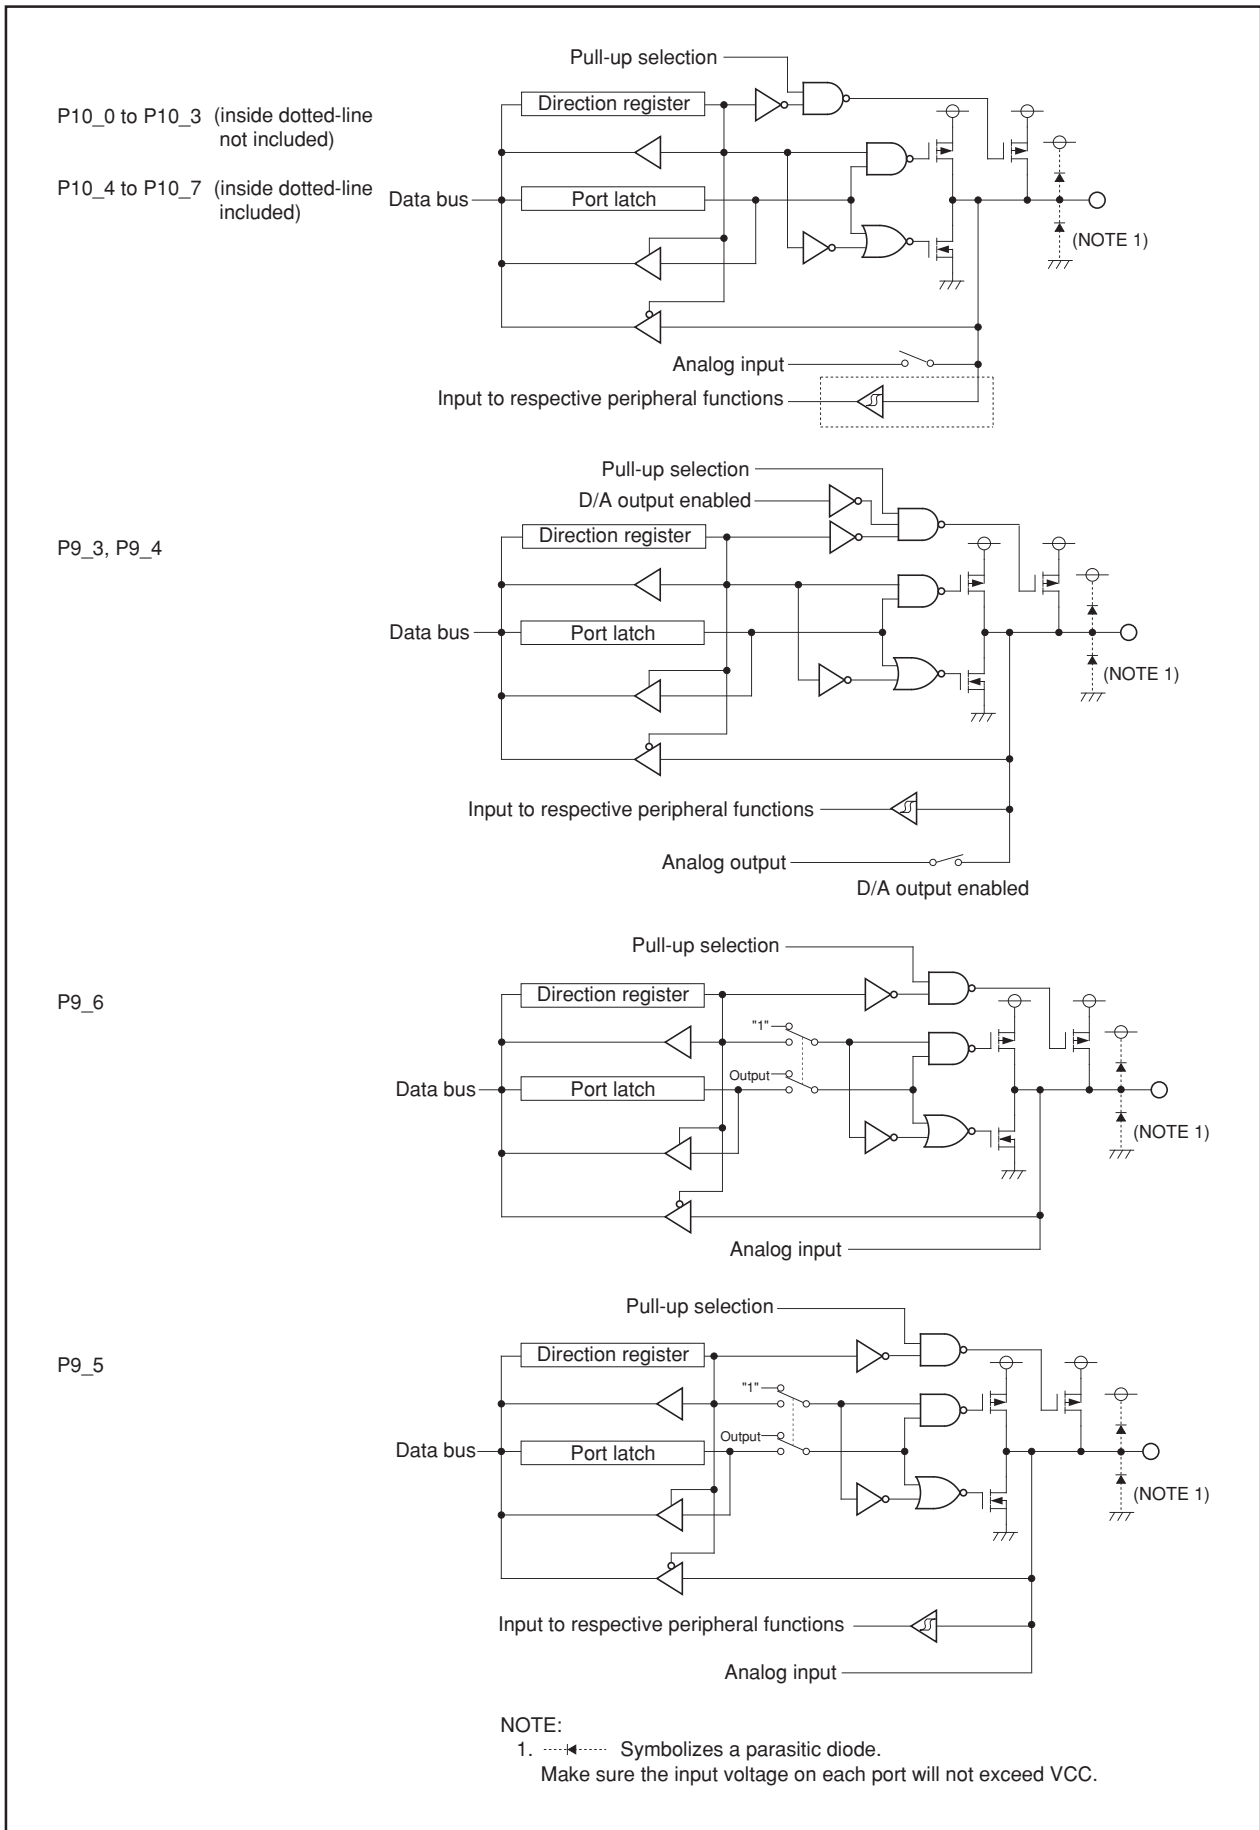 Pull-up selection
P10_0 to P10_3 (inside dotted-line
not included)
Direction register
P10_4 to P10_7 (inside dotted-line
included)
Data bus
Port latch
(NOTE 1)
Analog input
Input to respective peripheral functions
Pull-up selection
D/A output enabled
P9_3, P9_4
Direction register
Data bus
Port latch
(NOTE 1)
Input to respective peripheral functions
Analog output
D/A output enabled
Pull-up selection
P9_6
Direction register
"1"
Output
Data bus
Port latch
(NOTE 1)
Analog input
Pull-up selection
P9_5
Direction register
"1"
Output
Data bus
Port latch
(NOTE 1)
Input to respective peripheral functions
Analog input
NOTE:
1. Symbolizes a parasitic diode.
Make sure the input voltage on each port will not exceed VCC.